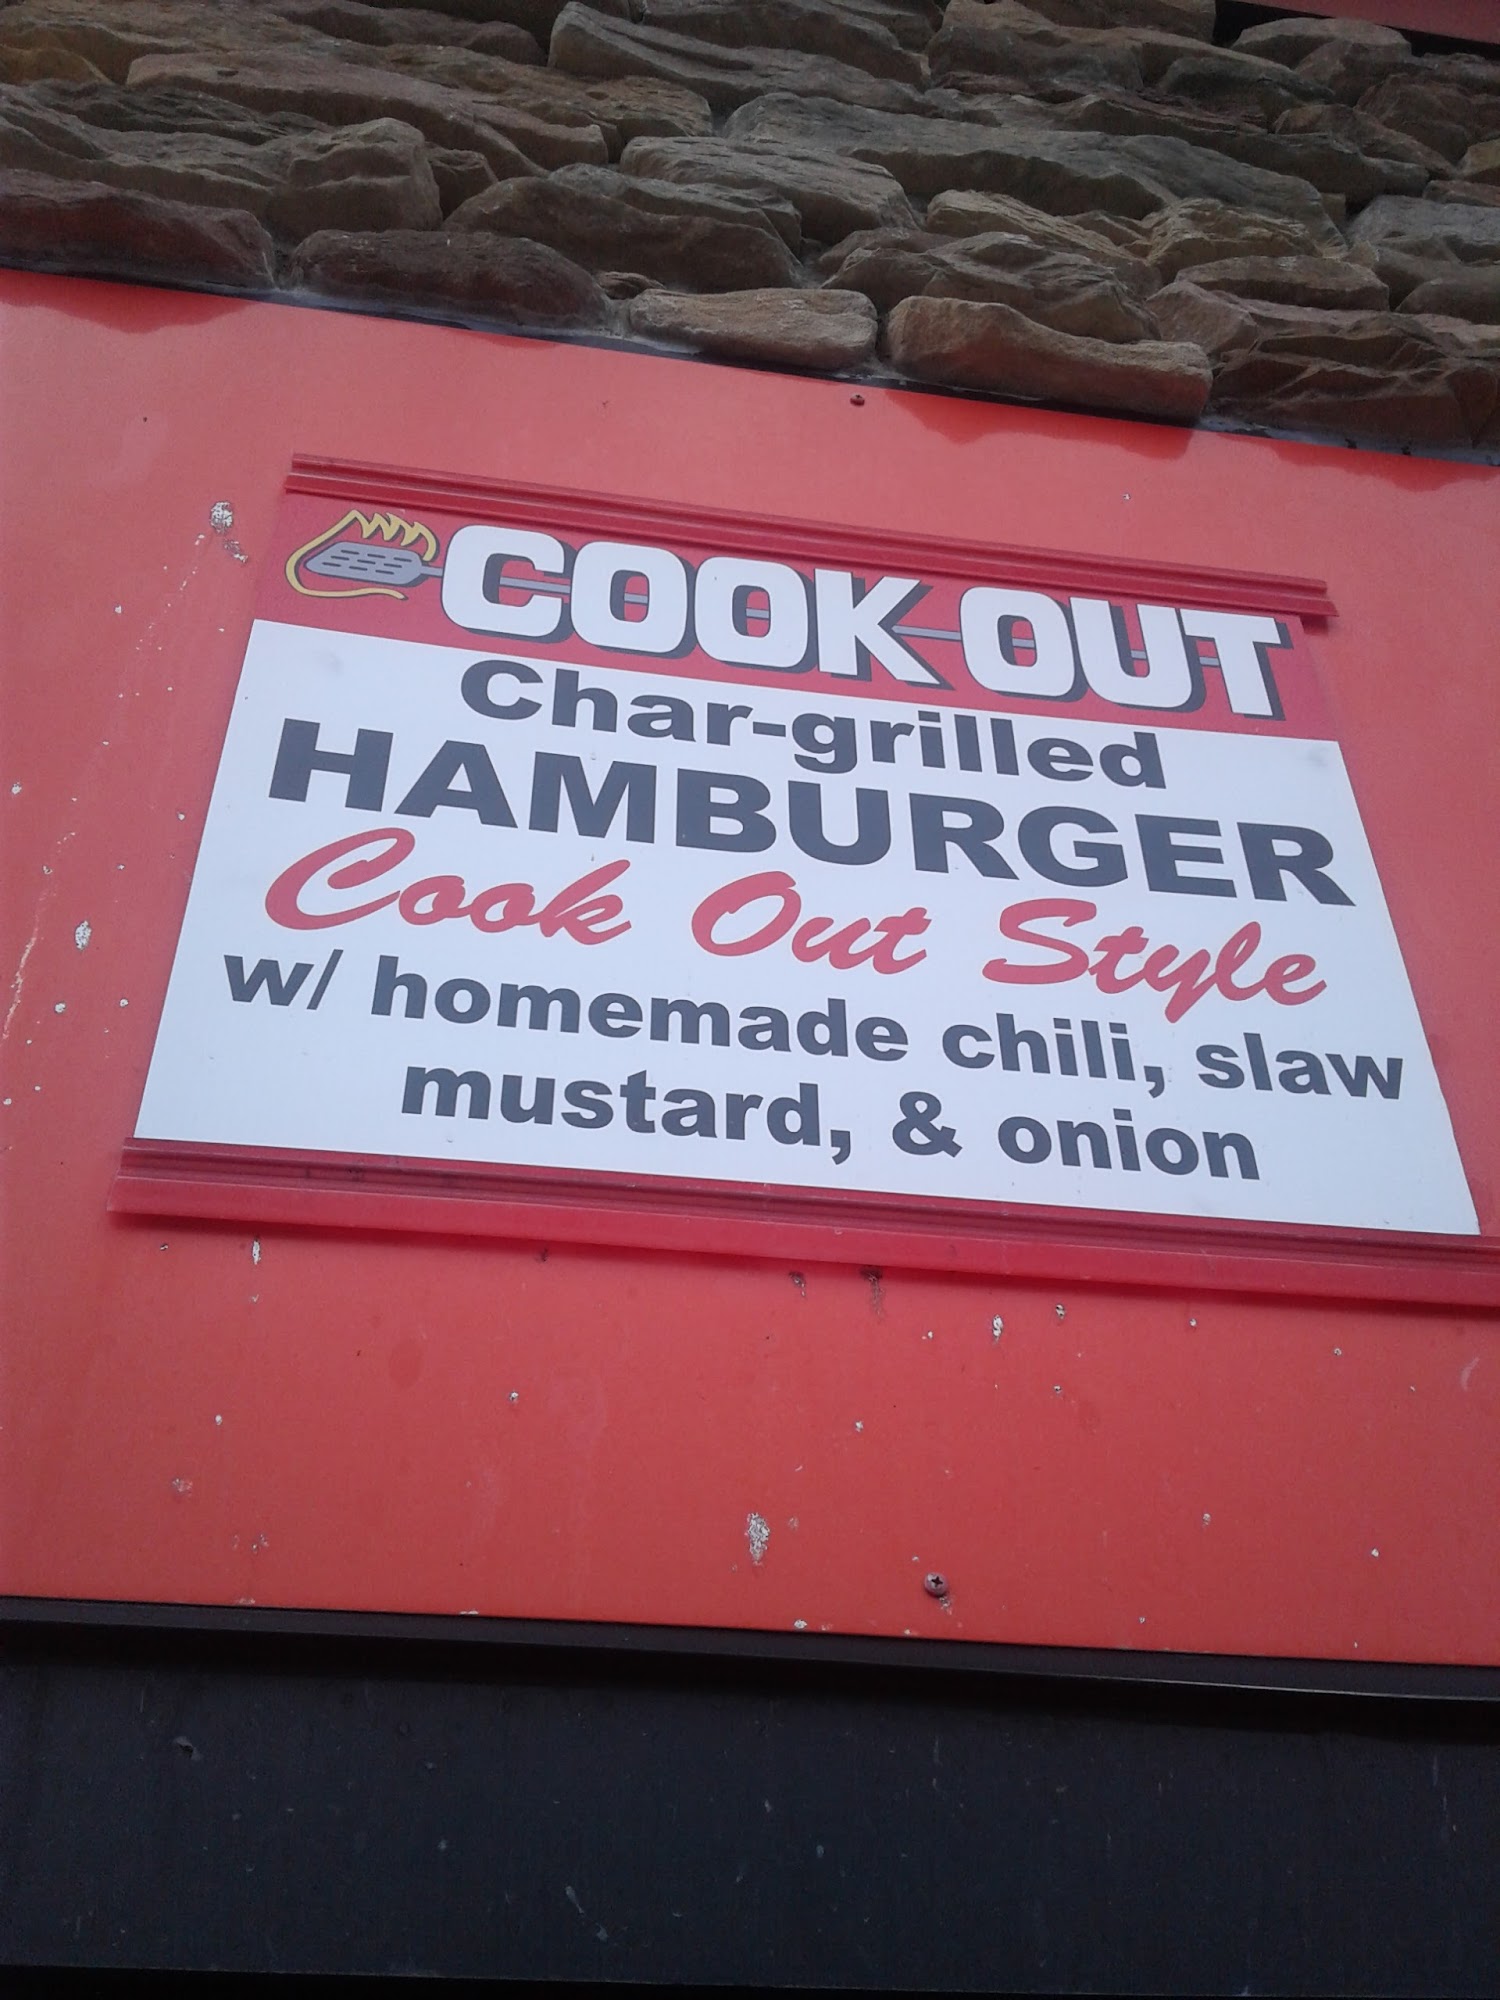 COOK OUT
Char-grilled
HAMBURGER
Cook Out Style
w/ homemade chili, slaw
mustard, & onion